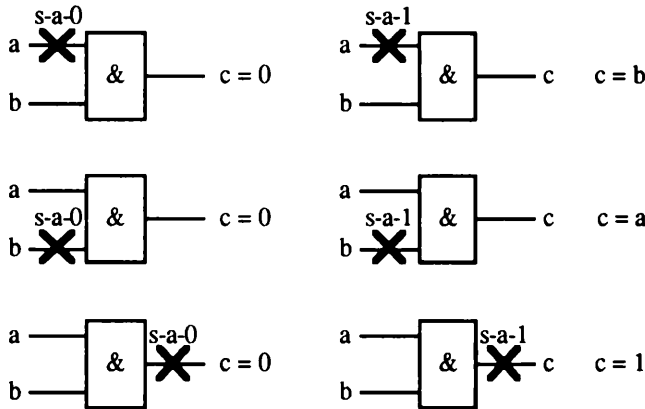 s-a-0 s-a-1
a & c = 0 a & c c = b
b b
a a
s-a-0 & c = 0 s-a-1 & c c = a
b b
a s-a-0 a s-a-1
& c = 0 & c c = 1
b b